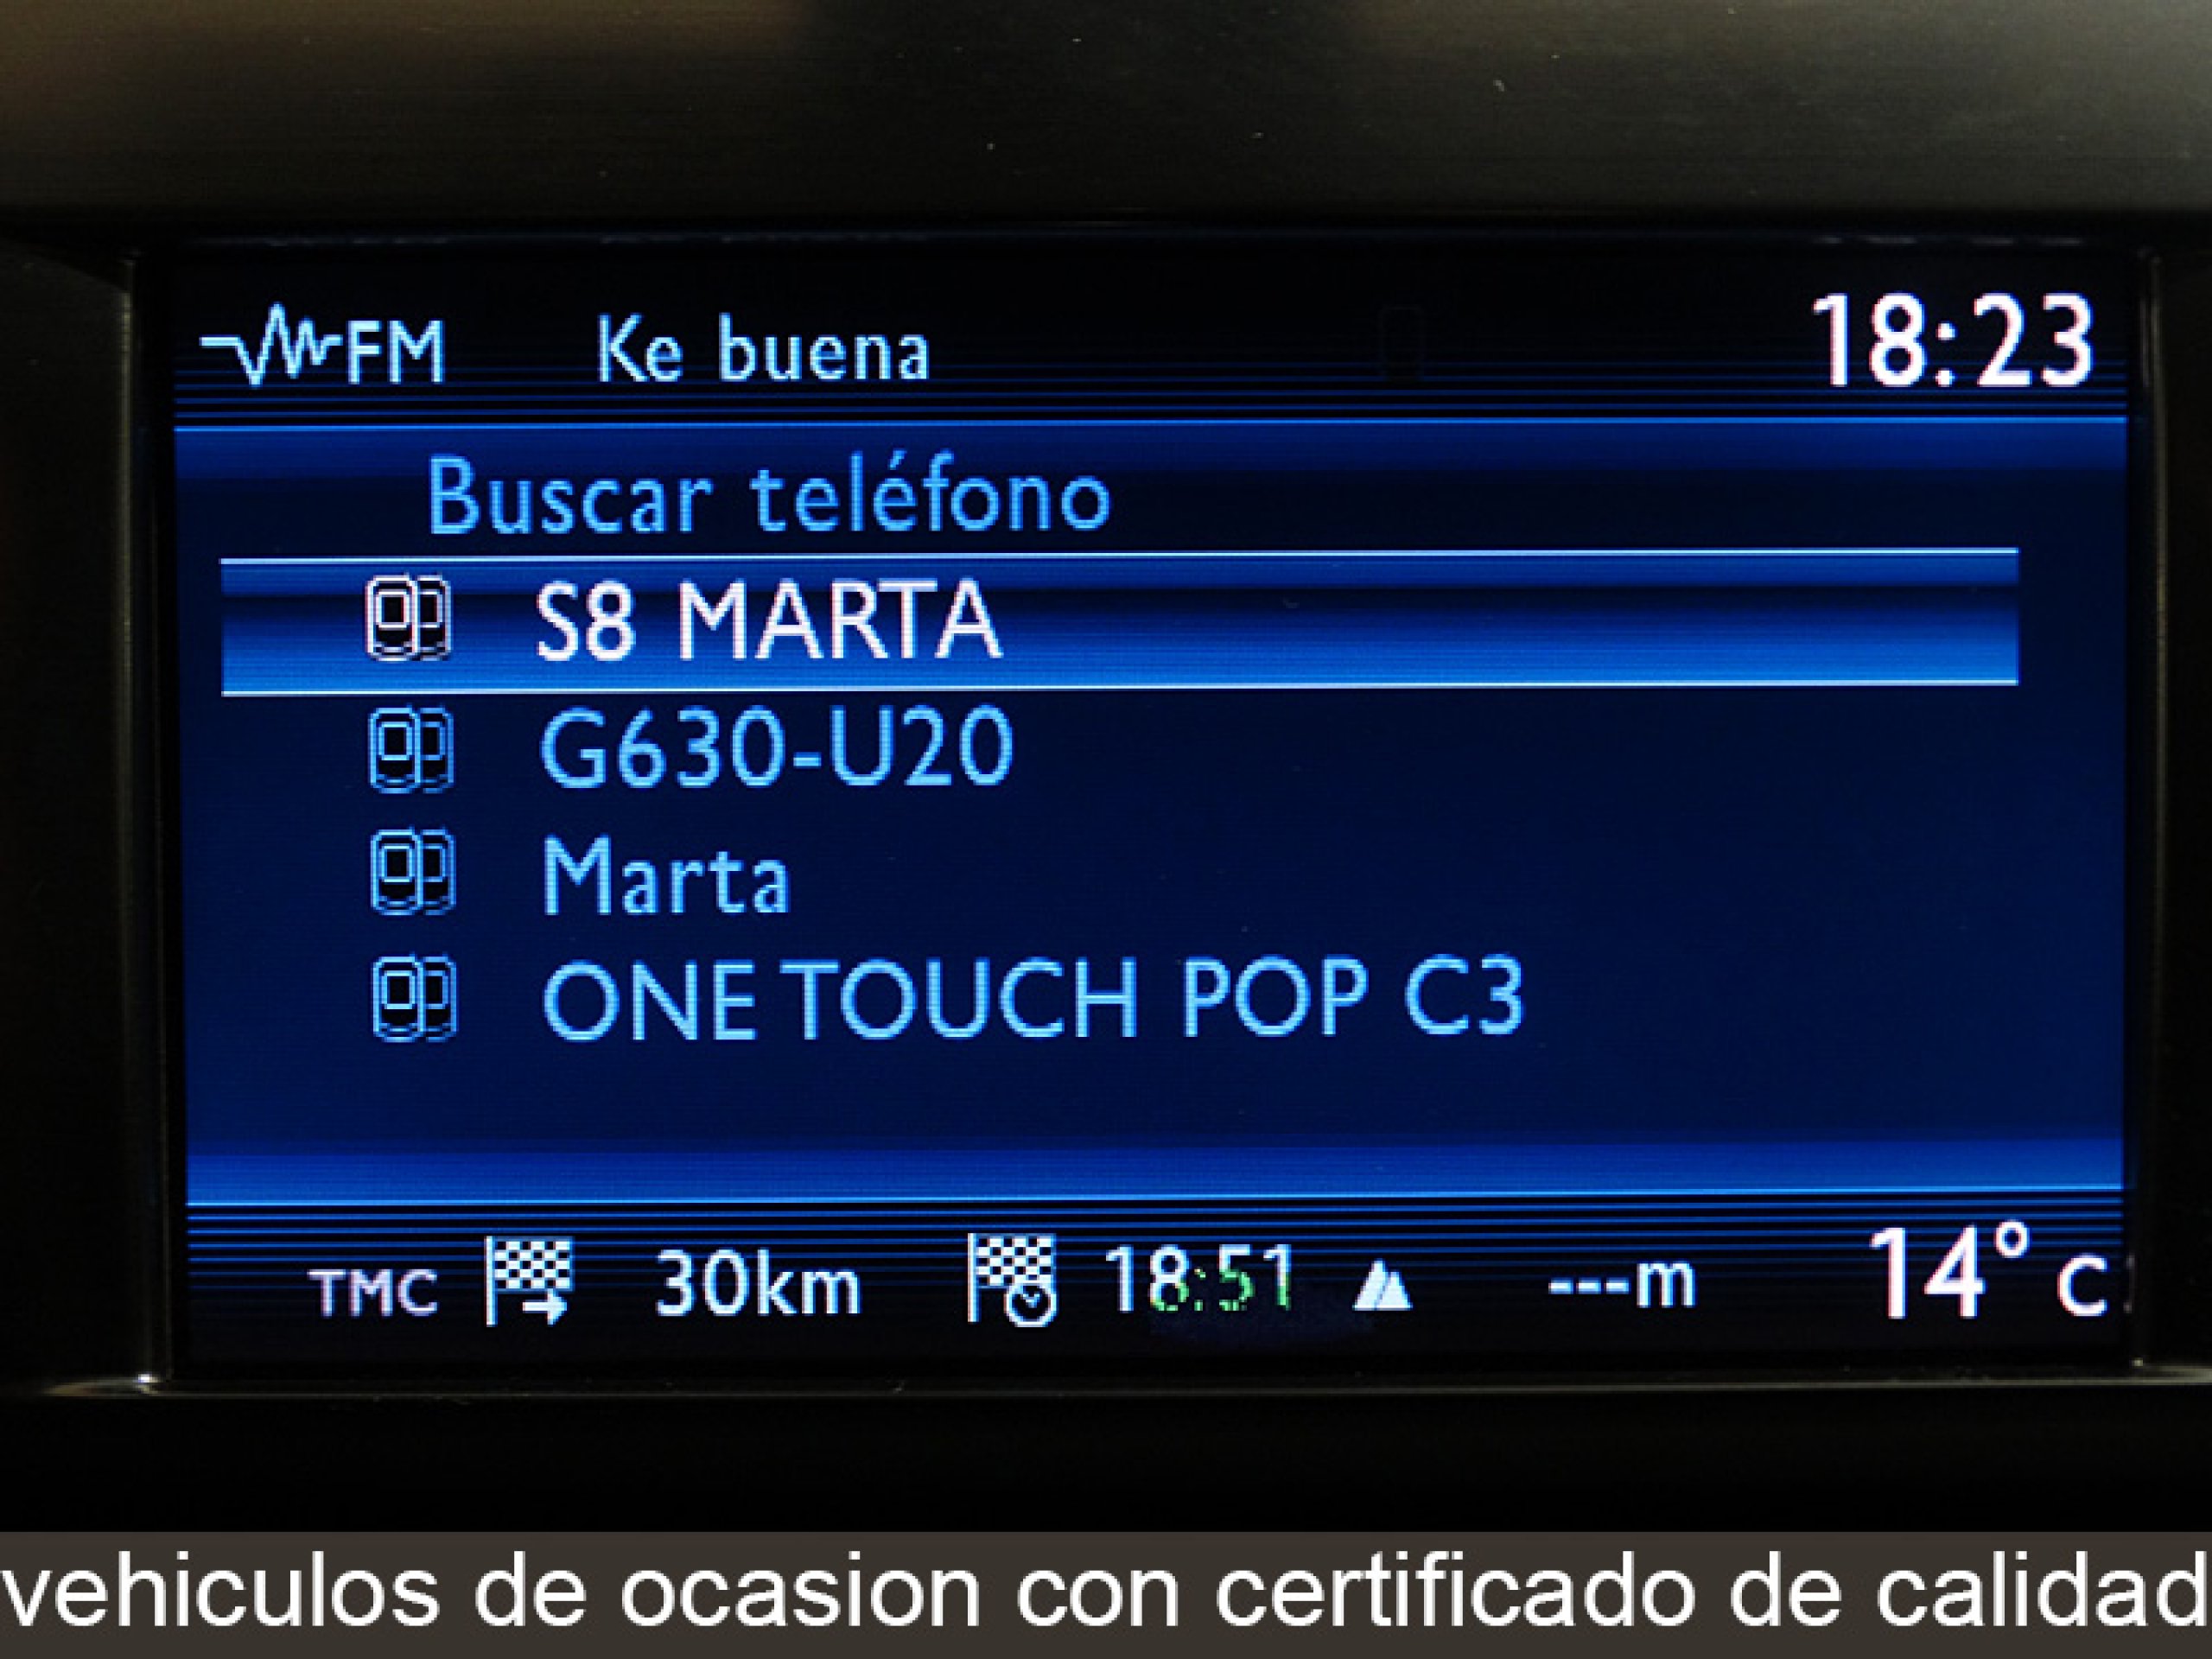 FM Ke buena 18:23
Buscar teléfono
S8 MARTA
G630-U20
Marta
ONE TOUCH POP C3
TMC 30km 18:51 ---m 14° C
vehiculos de ocasion con certificado de calidad